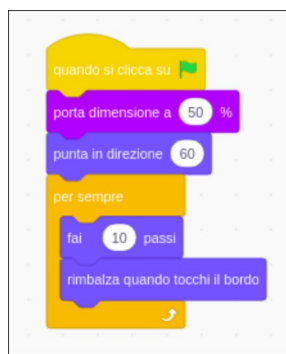 quando si clicca su
porta dimensione a 50 %
punta in direzione 60
per sempre
fai 10 passi
rimbalza quando tocchi il bordo